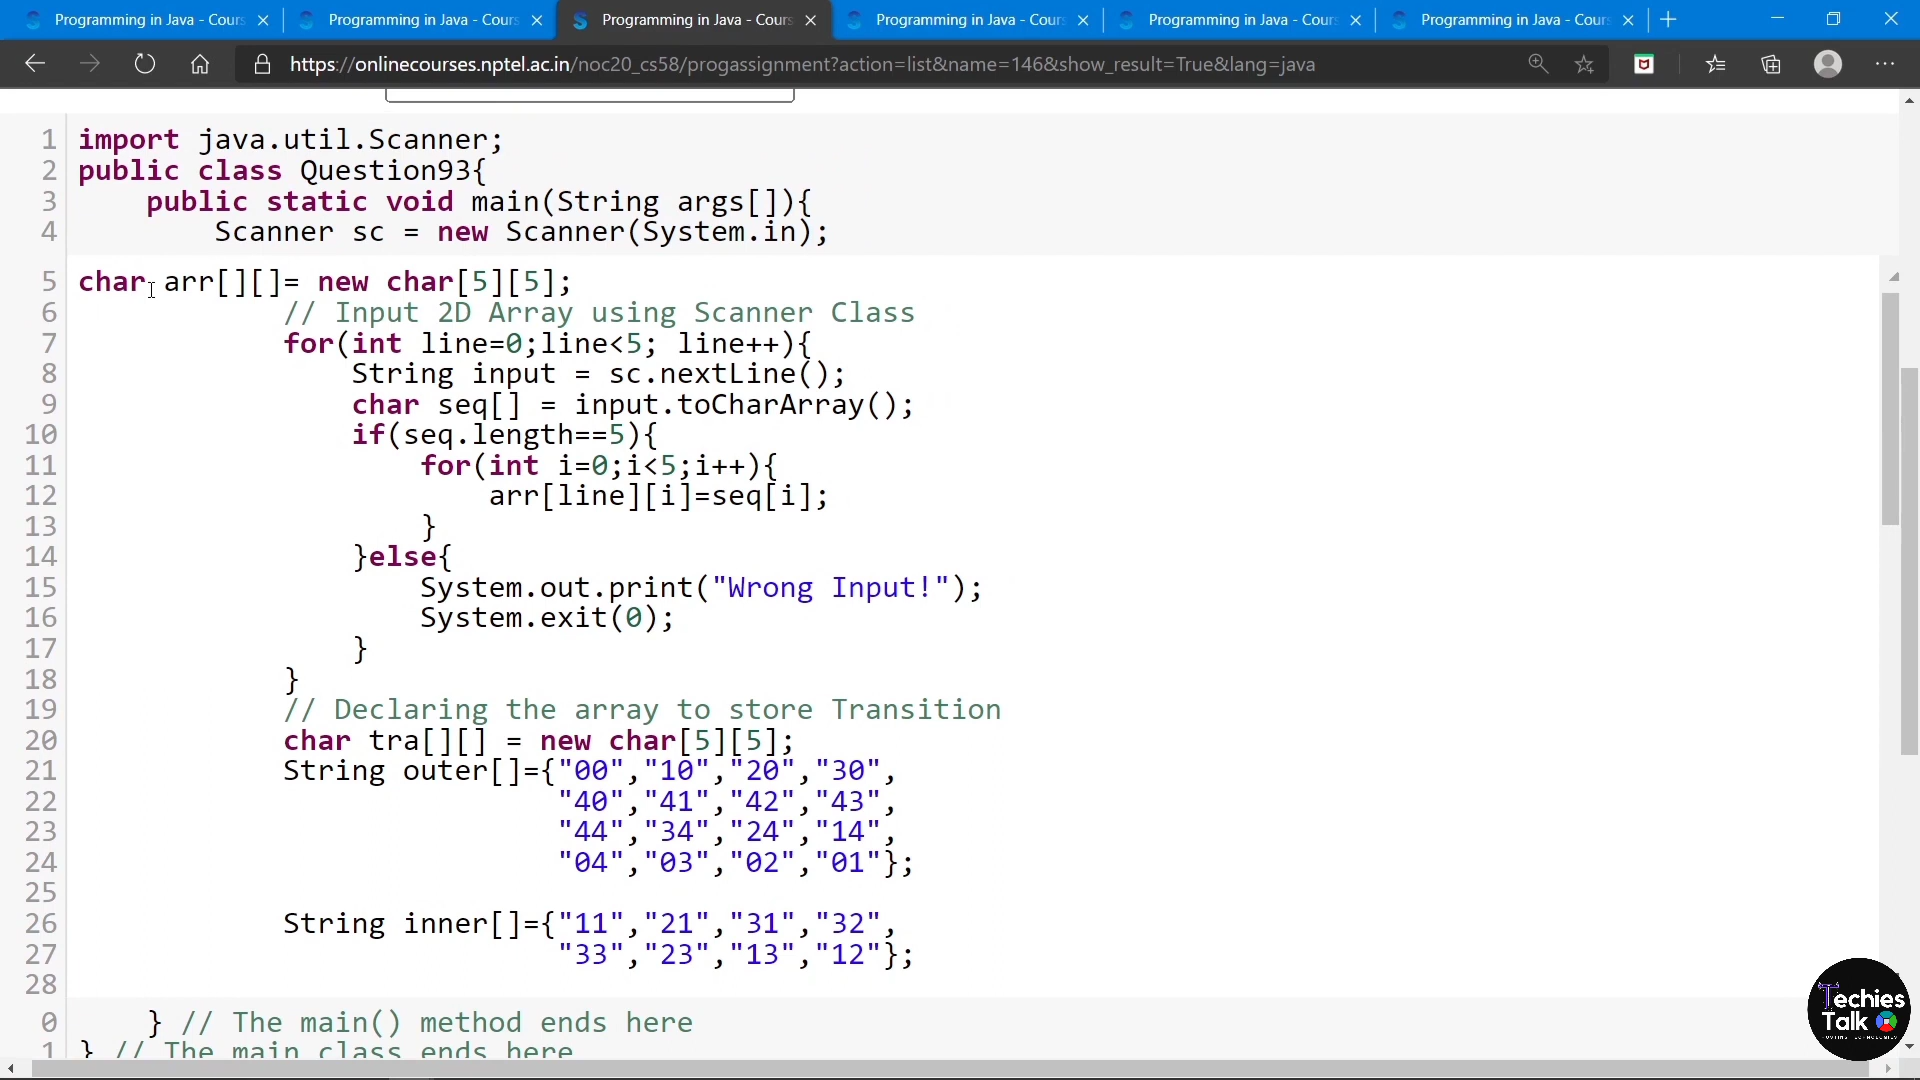 Programming in Java - Cours
Programming in Java - Cours
Programming in Java - Cours
Programming in Java - Cours
Programming in Java - Cours
Programming in Java - Cours
https://onlinecourses.nptel.ac.in/noc20_cs58/progassignment?action=list&name=146&show_result=True&lang=java
1 import java.util.Scanner;
2 public class Question93{
3 public static void main(String args[]){
4 Scanner sc = new Scanner(System.in);
5 char arr[][]= new char[5][5];
6 // Input 2D Array using Scanner Class
7 for(int line=0;line<5; line++){
8 String input = sc.nextLine();
9 char seq[] = input.toCharArray();
10 if(seq.length==5){
11 for(int i=0;i<5;i++){
12 arr[line][i]=seq[i];
13 }
14 }else{
15 System.out.print("Wrong Input!");
16 System.exit(0);
17 }
18 }
19 // Declaring the array to store Transition
20 char tra[][] = new char[5][5];
21 String outer[]={"00","10","20","30",
22 "40","41","42","43",
23 "44","34","24","14",
24 "04","03","02","01"};
25
26 String inner[]={"11","21","31","32",
27 "33","23","13","12"};
28
0 } // The main() method ends here
1 } // The main class ends here
Techies
Talk